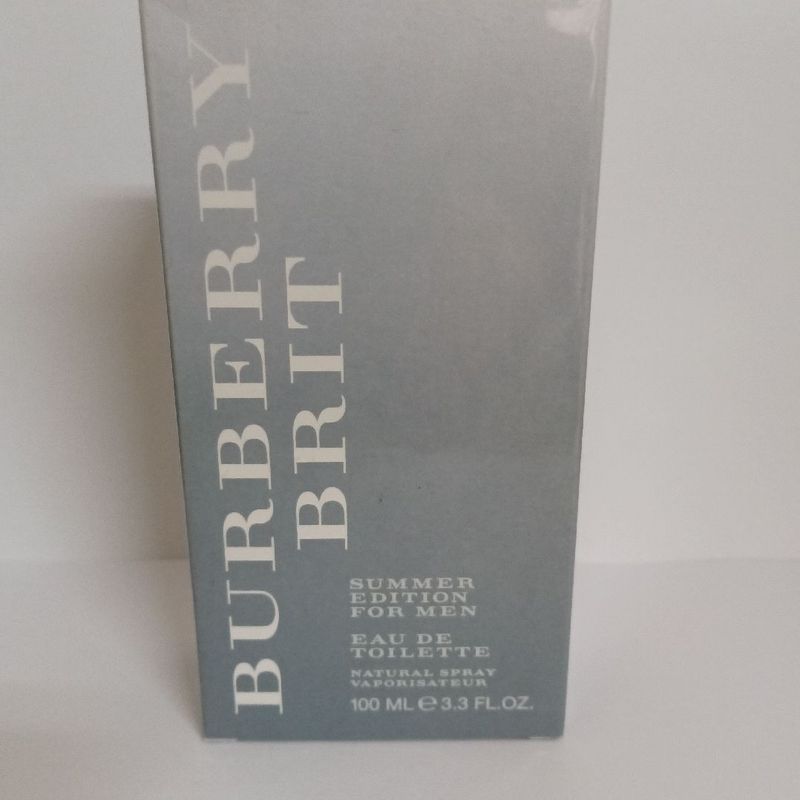 BURBERRY
BRIT
SUMMER
EDITION
FOR MEN
EAU DE
TOILETTE
NATURAL SPRAY
VAPORISATEUR
100 ML ℮ 3.3 FL.OZ.